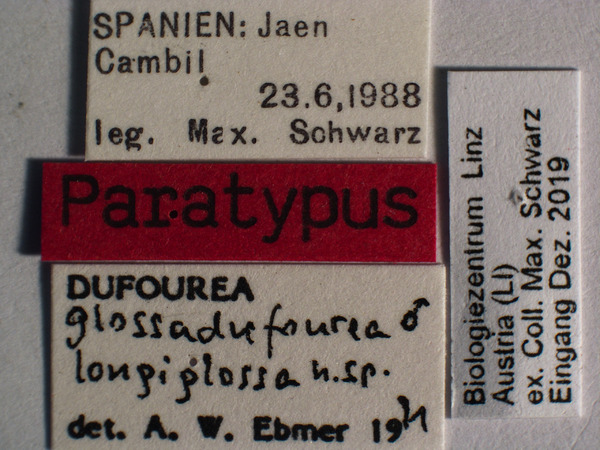 SPANIEN: Jaen
Cambil
23.6,1988
leg. Max. Schwarz
Paratypus
DUFOUREA
glossadufourea ♂
longiglossa n.sp.
det. A. W. Ebmer 19
Biologiezentrum Linz
Austria (LI)
ex. Coll. Max. Schwarz
Eingang Dez. 2019